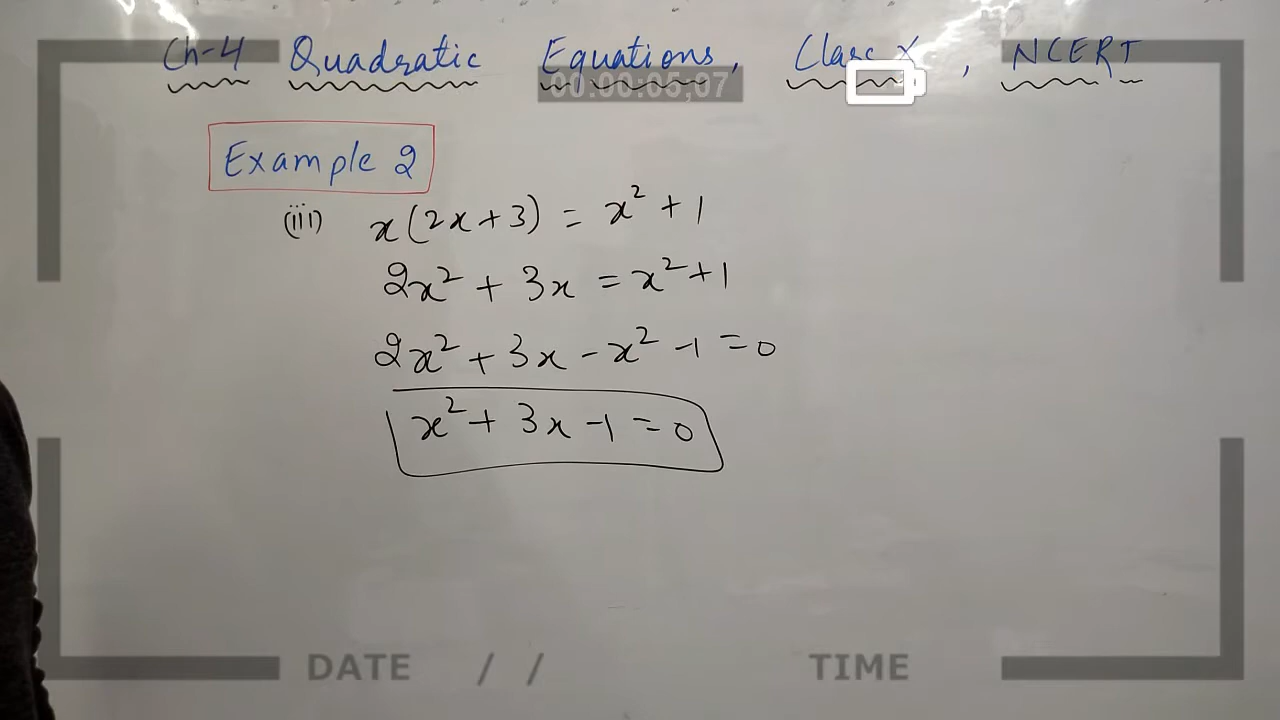 Ch-4 Quadratic Equations, Class X, NCERT
00:00:05;07
Example 2
(iii) x(2x+3) = x² + 1
2x² + 3x = x² + 1
2x² + 3x - x² - 1 = 0
x² + 3x - 1 = 0
DATE / / TIME